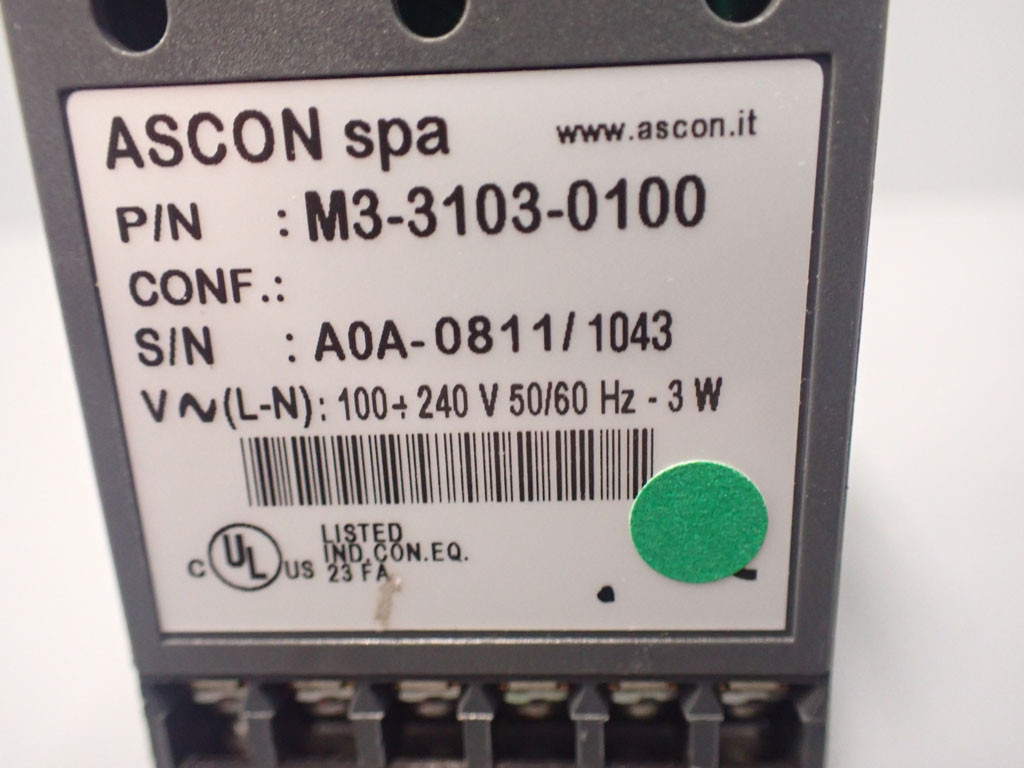 ASCON spa www.ascon.it
P/N : M3-3103-0100
CONF.:
S/N : A0A-0811/1043
V∿(L-N): 100÷240 V 50/60 Hz - 3 W
C UL US LISTED
IND.CON.EQ.
23 FA